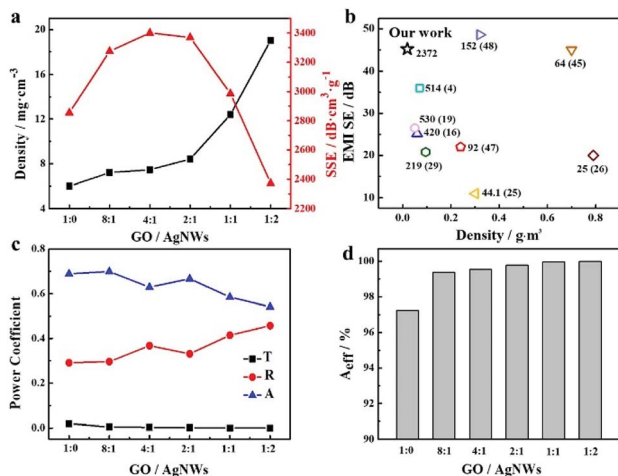 a
Density / mg·cm⁻³
20
16
12
8
4
SSE / dB·cm³·g⁻¹
3400
3200
3000
2800
2600
2400
2200
1:0 8:1 4:1 2:1 1:1 1:2
GO / AgNWs
b
EMI SE / dB
50
40
30
20
10
Our work
2372
152 (48)
64 (45)
514 (4)
530 (19)
420 (16)
92 (47)
219 (29)
25 (26)
44.1 (25)
0.0 0.2 0.4 0.6 0.8
Density / g·m³
c
Power Coefficient
0.8
0.6
0.4
0.2
0.0
T
R
A
1:0 8:1 4:1 2:1 1:1 1:2
GO / AgNWs
d
Aeff / %
100
98
96
94
92
90
1:0 8:1 4:1 2:1 1:1 1:2
GO / AgNWs